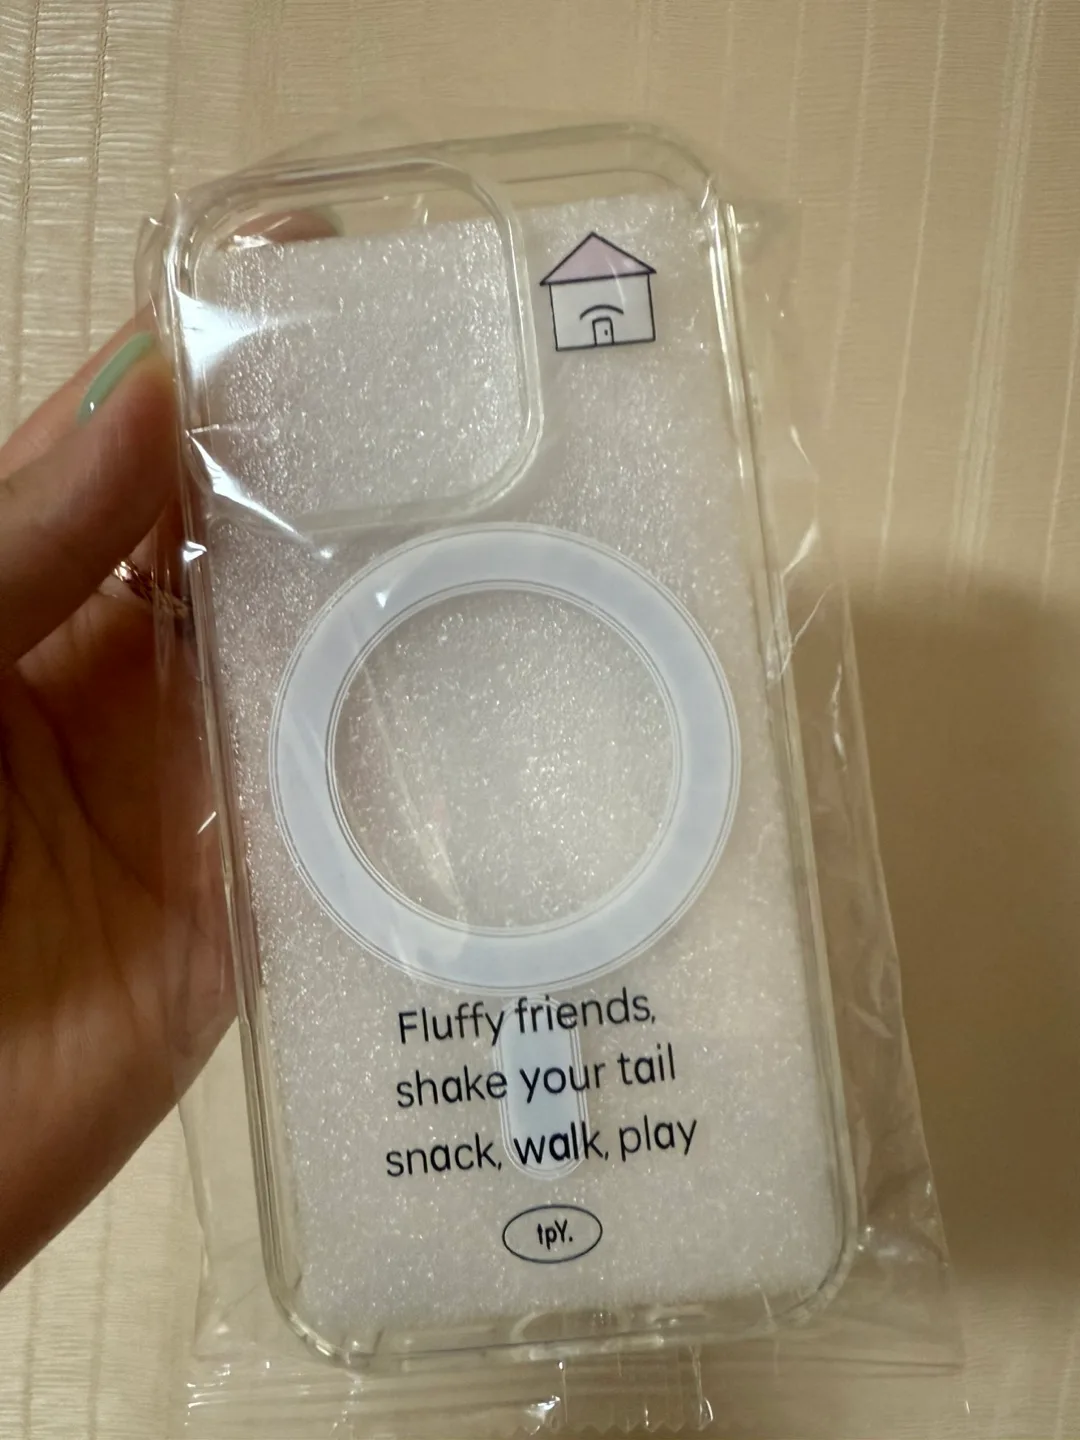 Fluffy friends,
shake your tail
snack, walk, play
tpY.